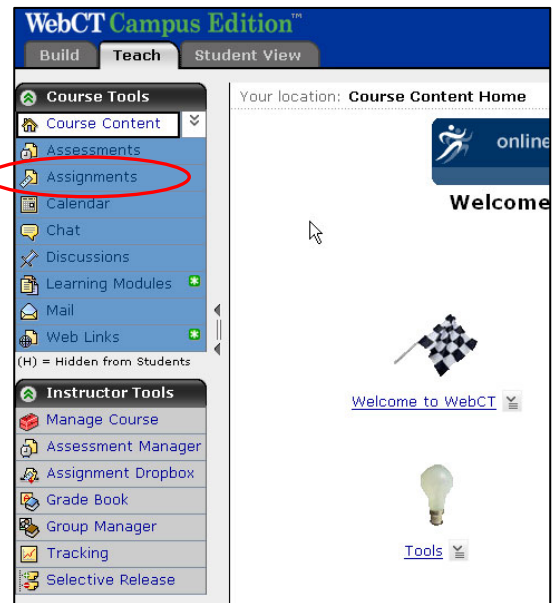 WebCT Campus Edition™
Build Teach Student View
Course Tools
Your location: Course Content Home
Course Content
Assessments
online
Assignments
Calendar
Welcome
Chat
Discussions
Learning Modules
Mail
Web Links
(H) = Hidden from Students
Instructor Tools
Manage Course
Welcome to WebCT
Assessment Manager
Assignment Dropbox
Grade Book
Group Manager
Tracking
Tools
Selective Release